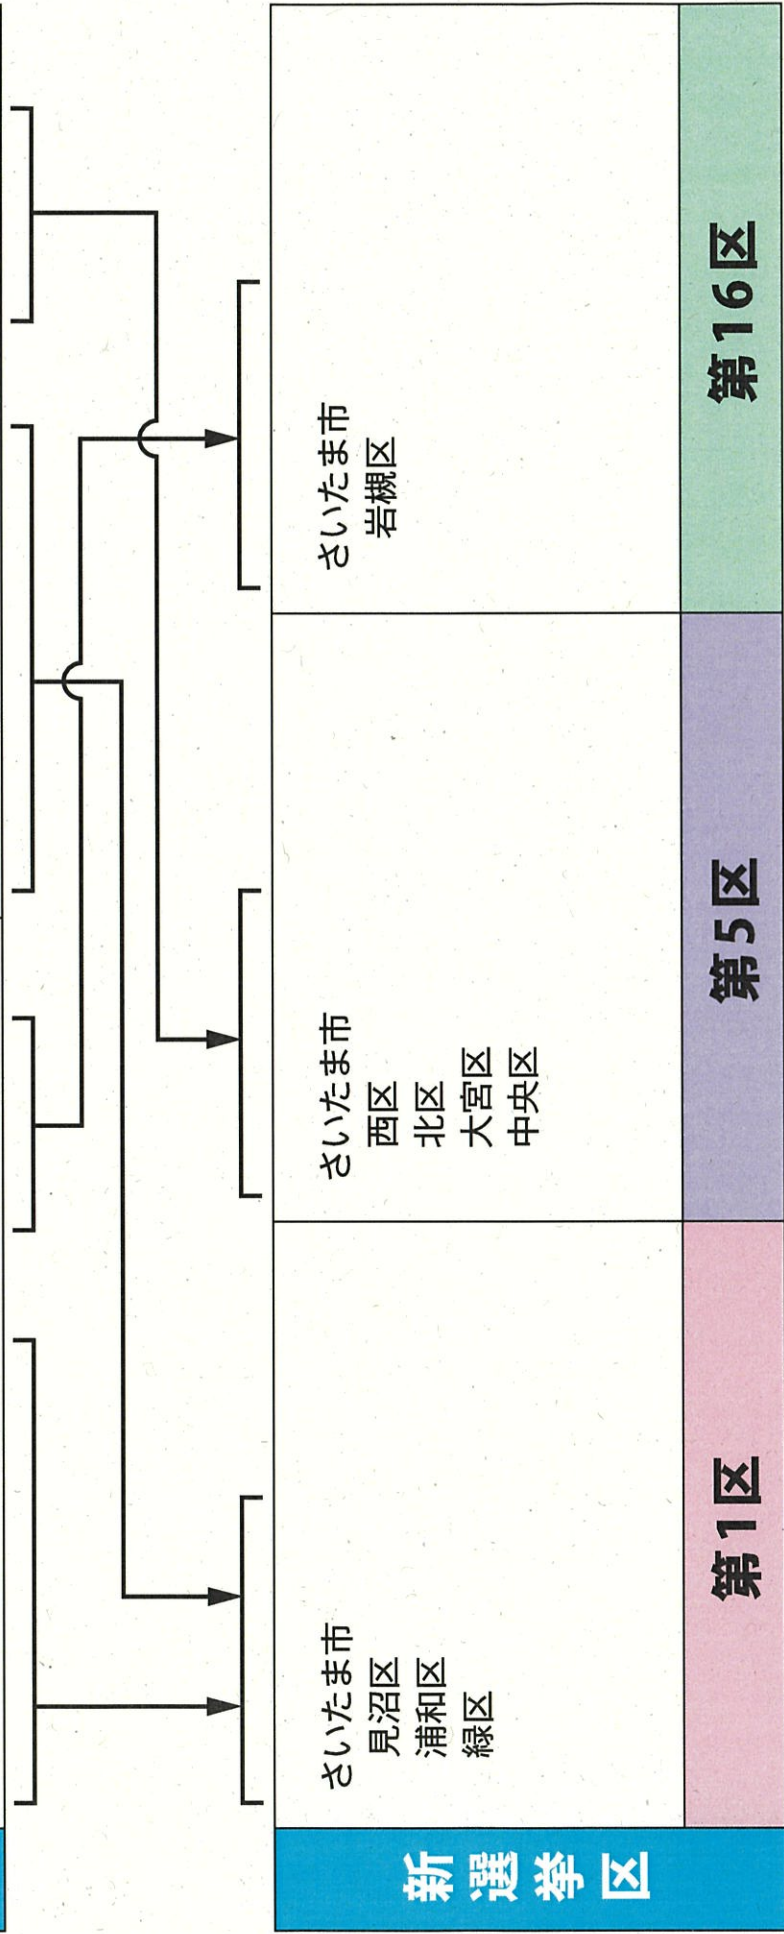 新選挙区
さいたま市
見沼区
浦和区
緑区
第1区
さいたま市
西区
北区
大宮区
中央区
第5区
さいたま市
岩槻区
第16区